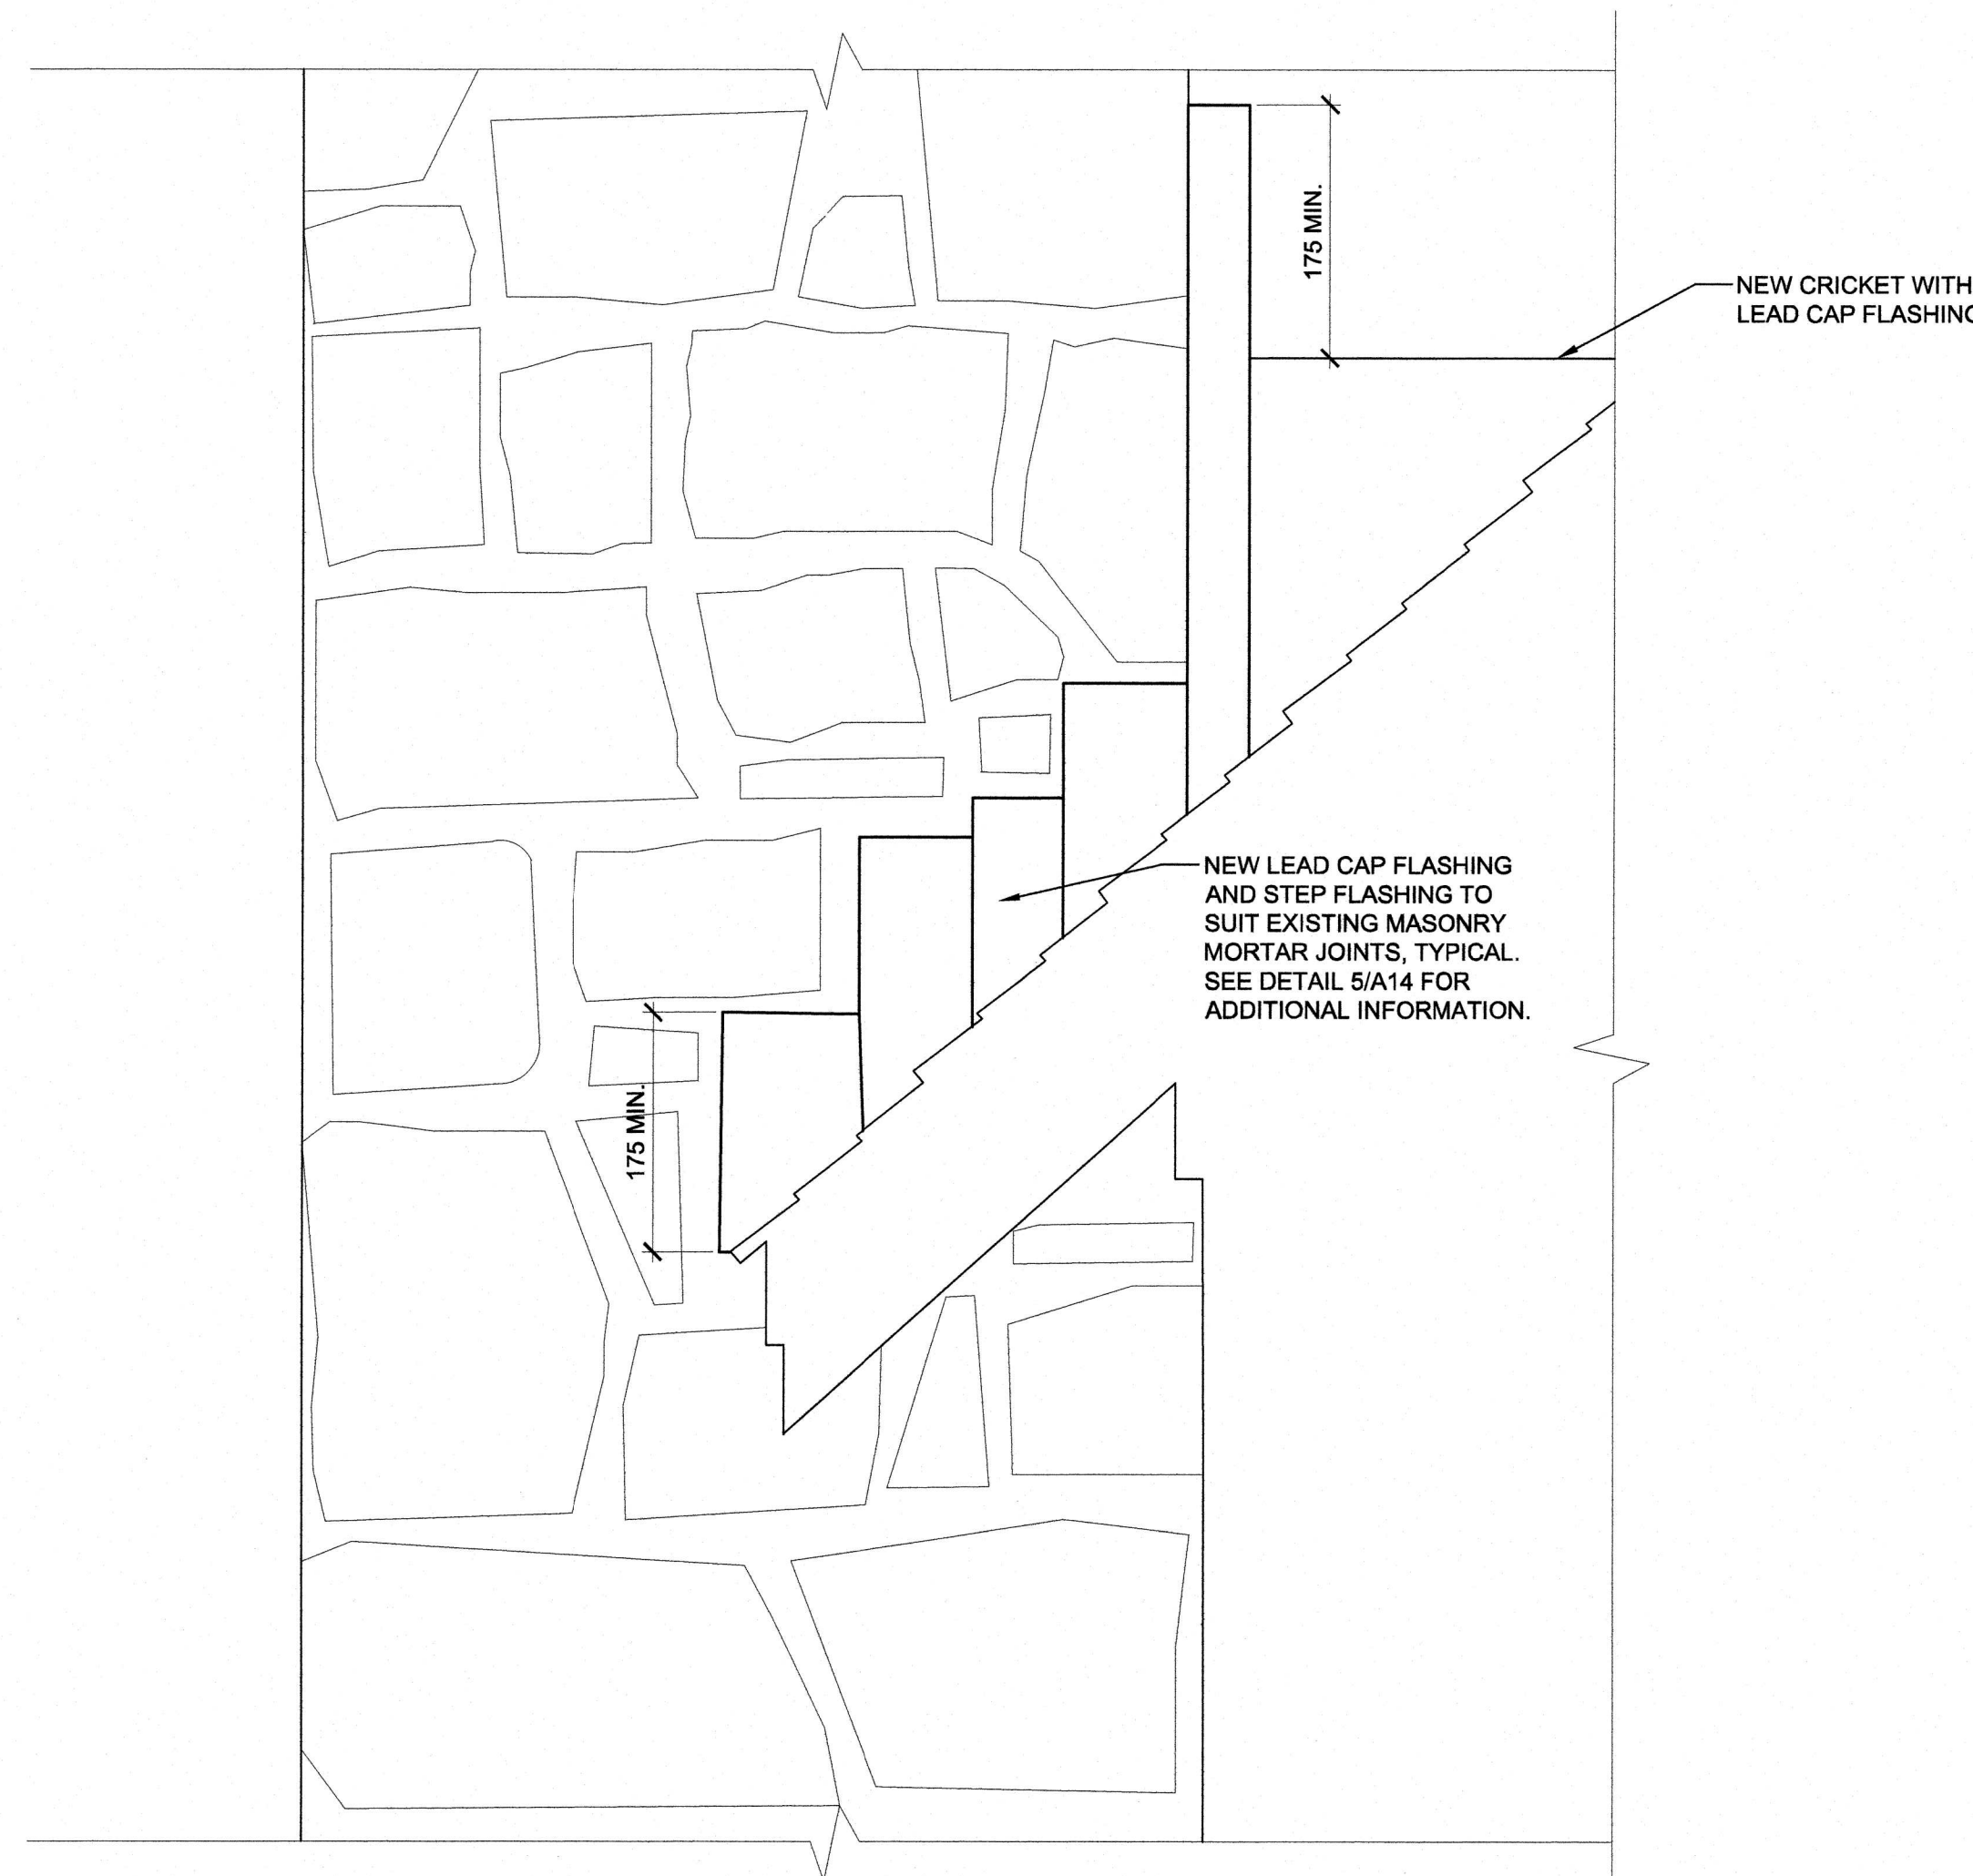 175 MIN.
NEW CRICKET WITH
LEAD CAP FLASHING
NEW LEAD CAP FLASHING
AND STEP FLASHING TO
SUIT EXISTING MASONRY
MORTAR JOINTS, TYPICAL.
SEE DETAIL 5/A14 FOR
ADDITIONAL INFORMATION.
175 MIN.